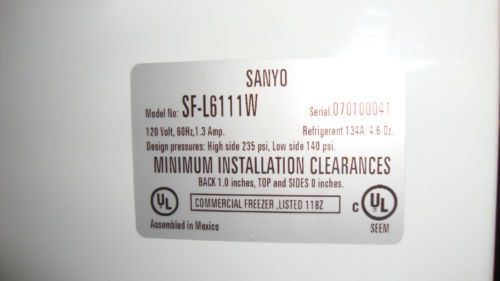 SANYO
Model No: SF-L6111W Serial: 070100041
120 Volt, 60Hz, 1.3 Amp. Refrigerant 134A: 4.6 Oz.
Design pressures: High side 235 psi, Low side 140 psi.
MINIMUM INSTALLATION CLEARANCES
BACK 1.0 inches, TOP and SIDES 0 inches.
UL COMMERCIAL FREEZER ,LISTED 118Z C UL
Assembled in Mexico SEEM